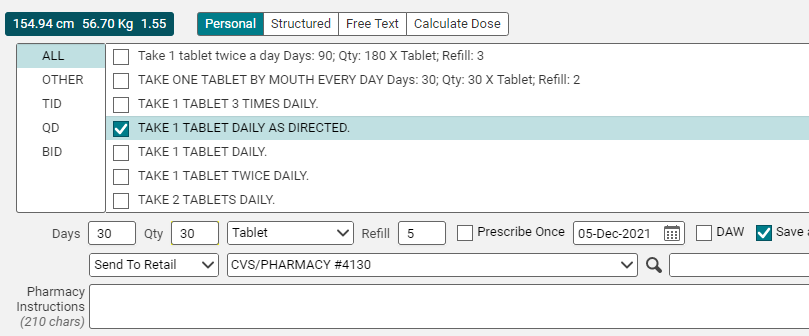 154.94 cm 56.70 Kg 1.55 Personal Structured Free Text Calculate Dose
ALL Take 1 tablet twice a day Days: 90; Qty: 180 X Tablet; Refill: 3
OTHER TAKE ONE TABLET BY MOUTH EVERY DAY Days: 30; Qty: 30 X Tablet; Refill: 2
TID TAKE 1 TABLET 3 TIMES DAILY.
QD TAKE 1 TABLET DAILY AS DIRECTED.
BID TAKE 1 TABLET DAILY.
TAKE 1 TABLET TWICE DAILY.
TAKE 2 TABLETS DAILY.
Days 30 Qty 30 Tablet Refill 5 Prescribe Once 05-Dec-2021 DAW Save
Send To Retail CVS/PHARMACY #4130
Pharmacy
Instructions
(210 chars)